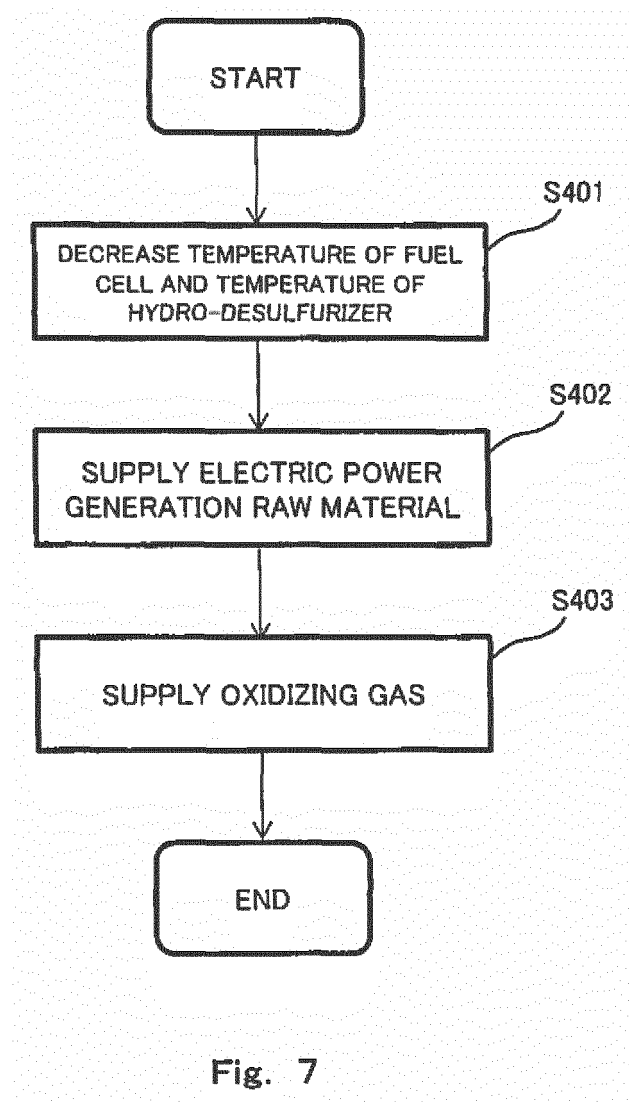 START
S401
DECREASE TEMPERATURE OF FUEL
CELL AND TEMPERATURE OF
HYDRO-DESULFURIZER
S402
SUPPLY ELECTRIC POWER
GENERATION RAW MATERIAL
S403
SUPPLY OXIDIZING GAS
END
Fig. 7